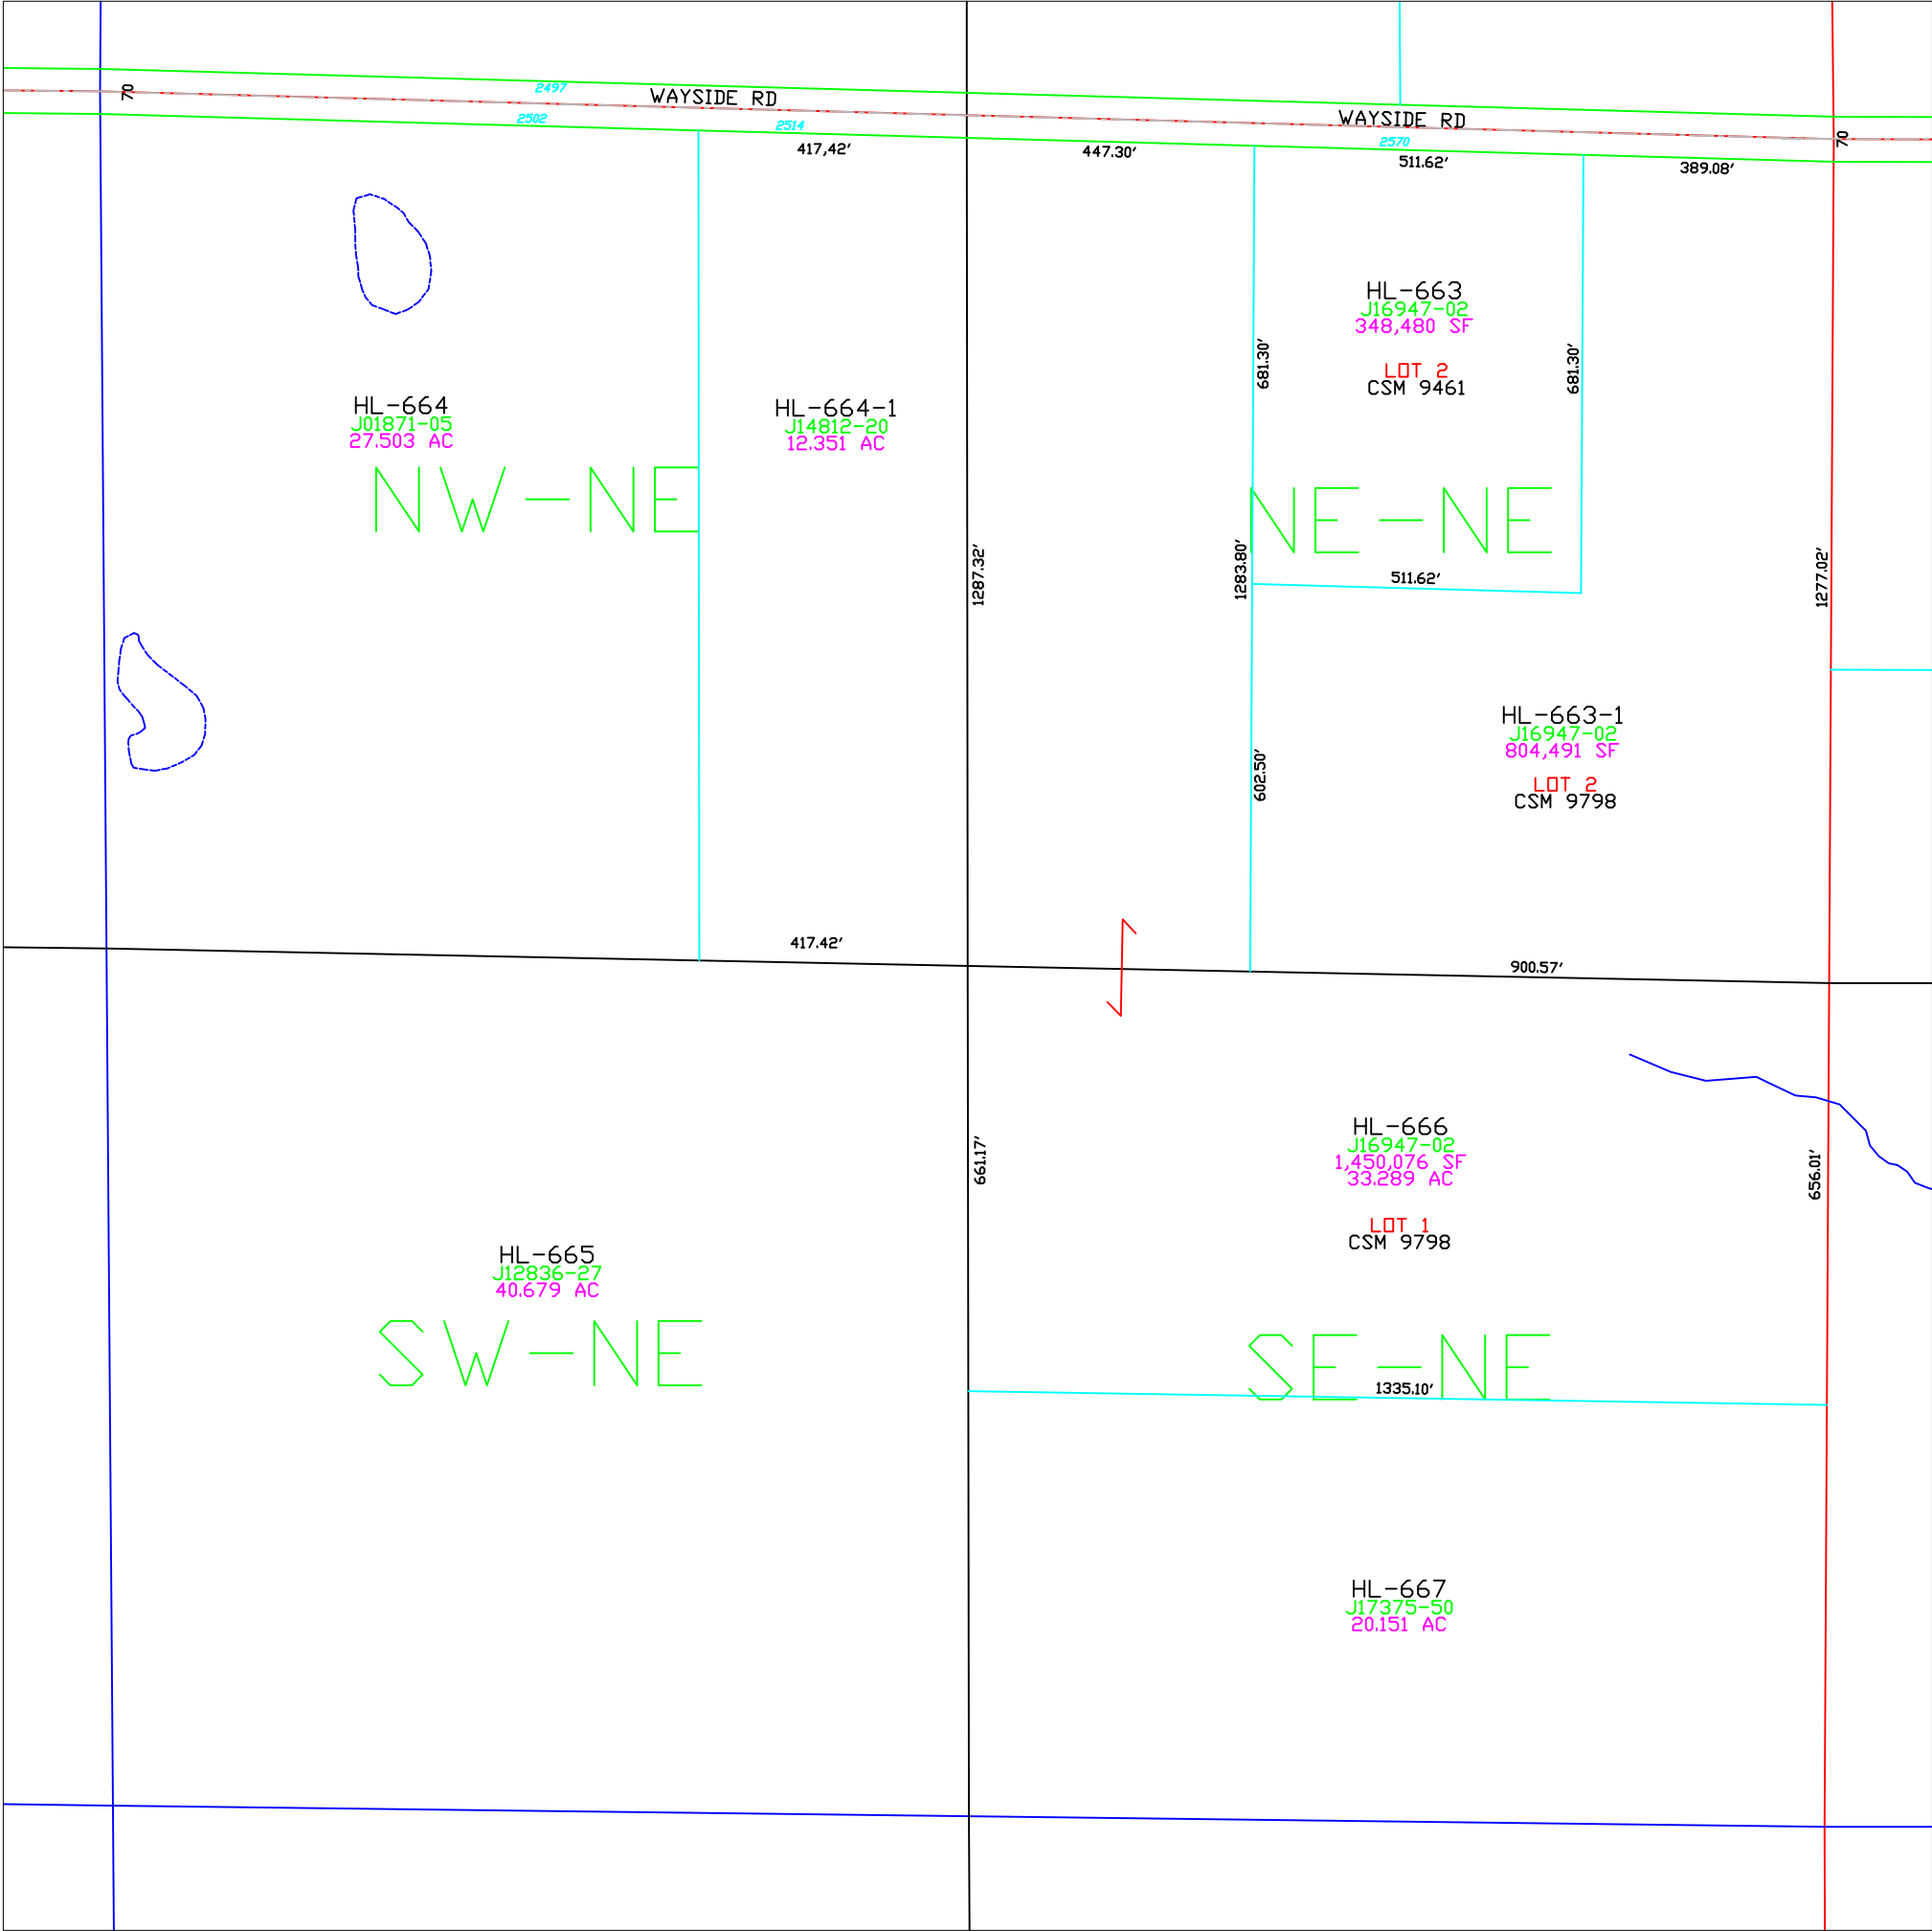 2497
WAYSIDE RD
70
2502
2514
417,42'
447.30'
WAYSIDE RD
2570
511.62'
389.08'
70
HL-663
J16947-02
348,480 SF
LOT 2
CSM 9461
681.30'
681.30'
HL-664
J01871-05
27.503 AC
HL-664-1
J14812-20
12.351 AC
NW-NE
NE-NE
1287.32'
1283.80'
511.62'
1277.02'
HL-663-1
J16947-02
804,491 SF
LOT 2
CSM 9798
602.50'
417.42'
900.57'
HL-666
J16947-02
1,450,076 SF
33.289 AC
LOT 1
CSM 9798
661.17'
656.01'
HL-665
J12836-27
40.679 AC
SW-NE
SE-NE
1335.10'
HL-667
J17375-50
20.151 AC